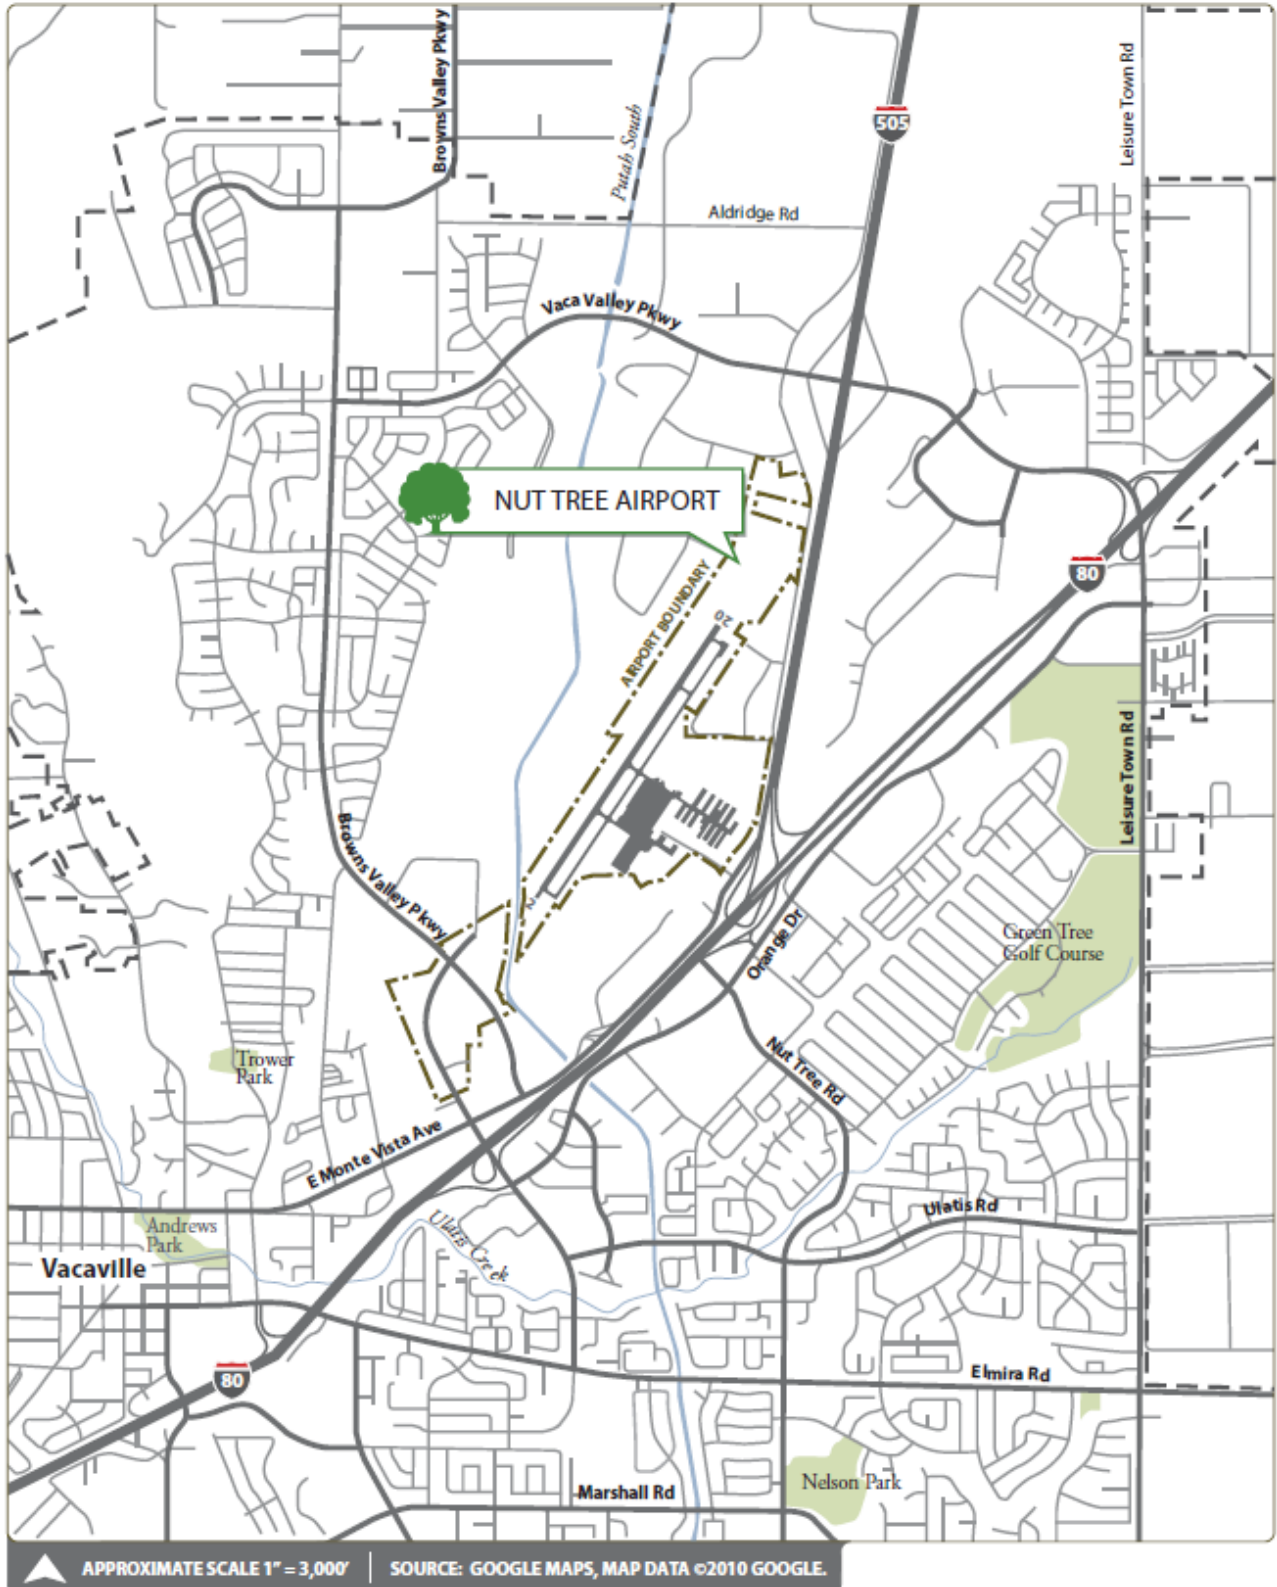 Browns Valley Pkwy
Leisure Town Rd
505
Putah South
Aldridge Rd
Vaca Valley Pkwy
NUT TREE AIRPORT
80
AIRPORT BOUNDARY
20
Leisure Town Rd
Browns Valley Pkwy
2
Orange Dr
Green Tree
Golf Course
Trower
Park
Nut Tree Rd
E Monte Vista Ave
Ulatis Rd
Andrews
Park
Ulatis Creek
Vacaville
80
Elmira Rd
Nelson Park
Marshall Rd
APPROXIMATE SCALE 1" = 3,000' | SOURCE: GOOGLE MAPS, MAP DATA ©2010 GOOGLE.